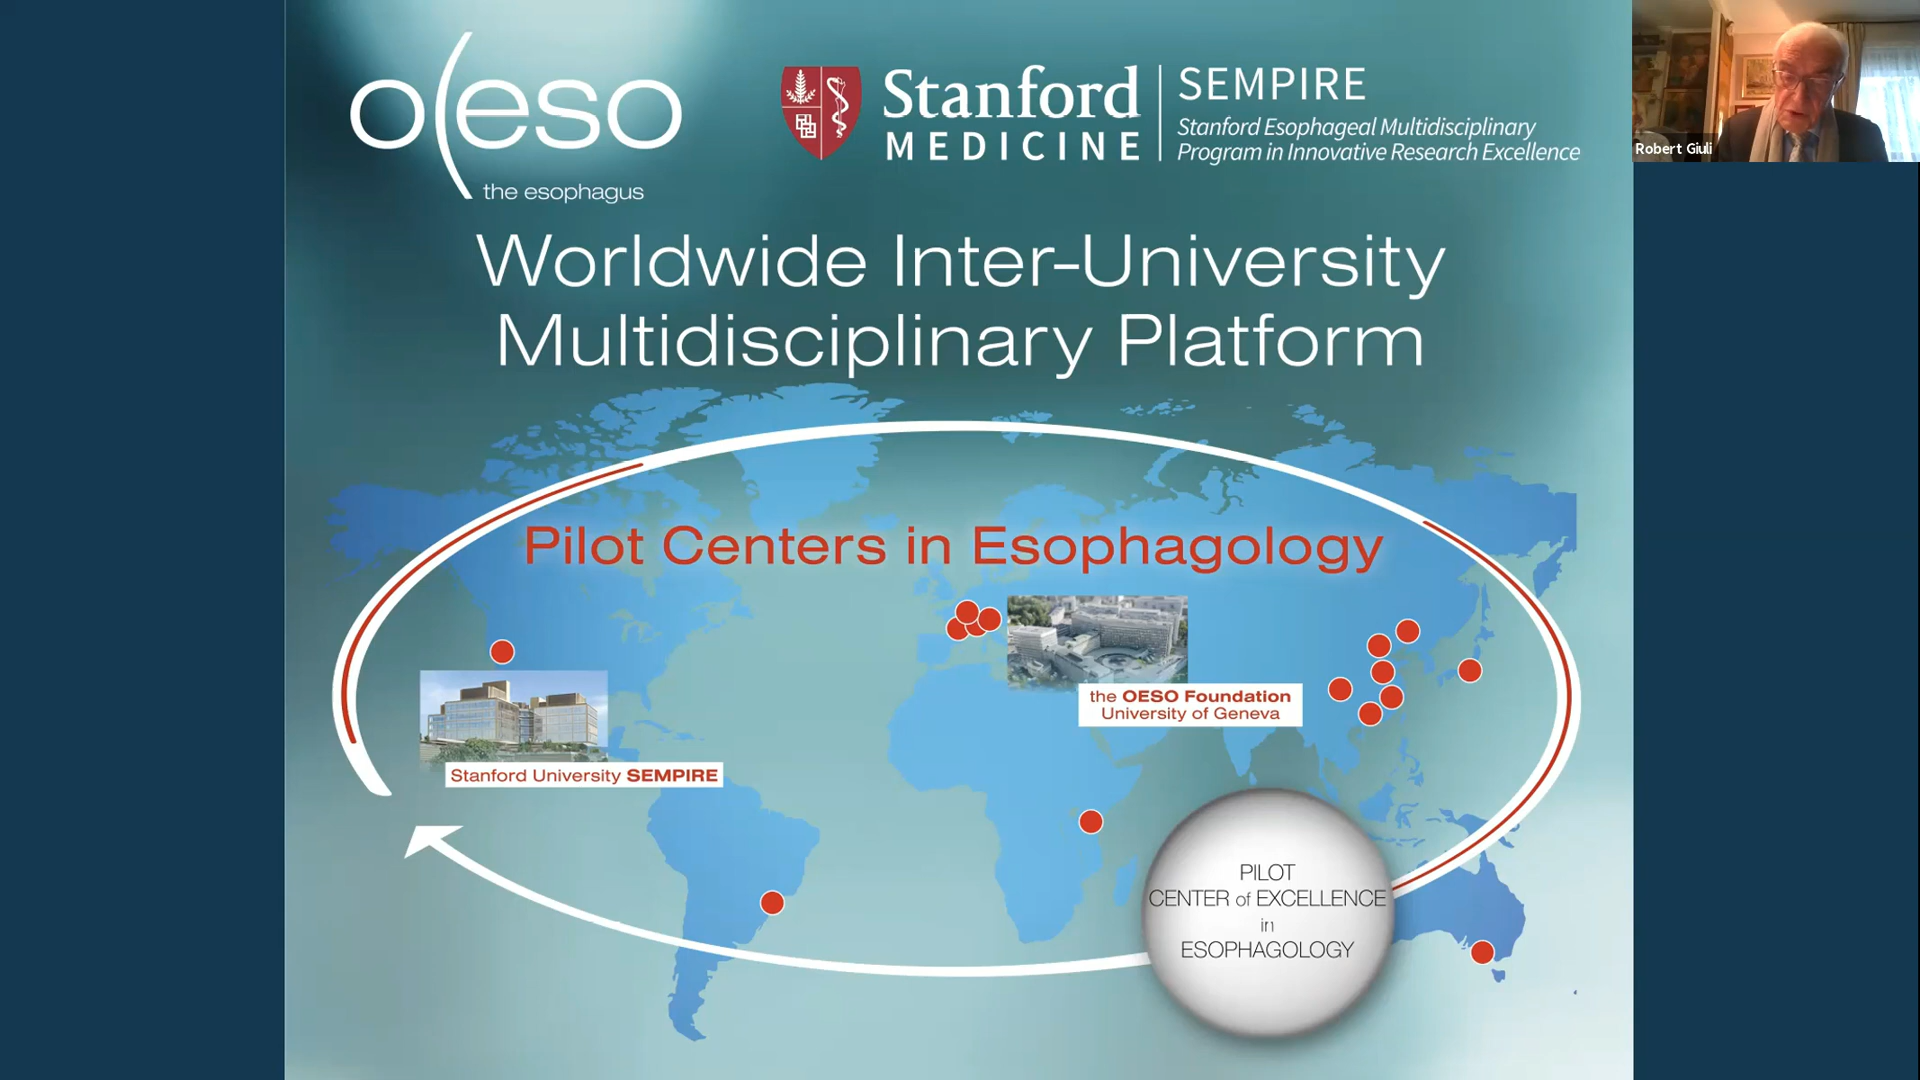 oeso
the esophagus
Stanford
MEDICINE
SEMPIRE
Stanford Esophageal Multidisciplinary
Program in Innovative Research Excellence
Robert Giuli
Worldwide Inter-University
Multidisciplinary Platform
Pilot Centers in Esophagology
the OESO Foundation
University of Geneva
Stanford University SEMPIRE
PILOT
CENTER of EXCELLENCE
in
ESOPHAGOLOGY